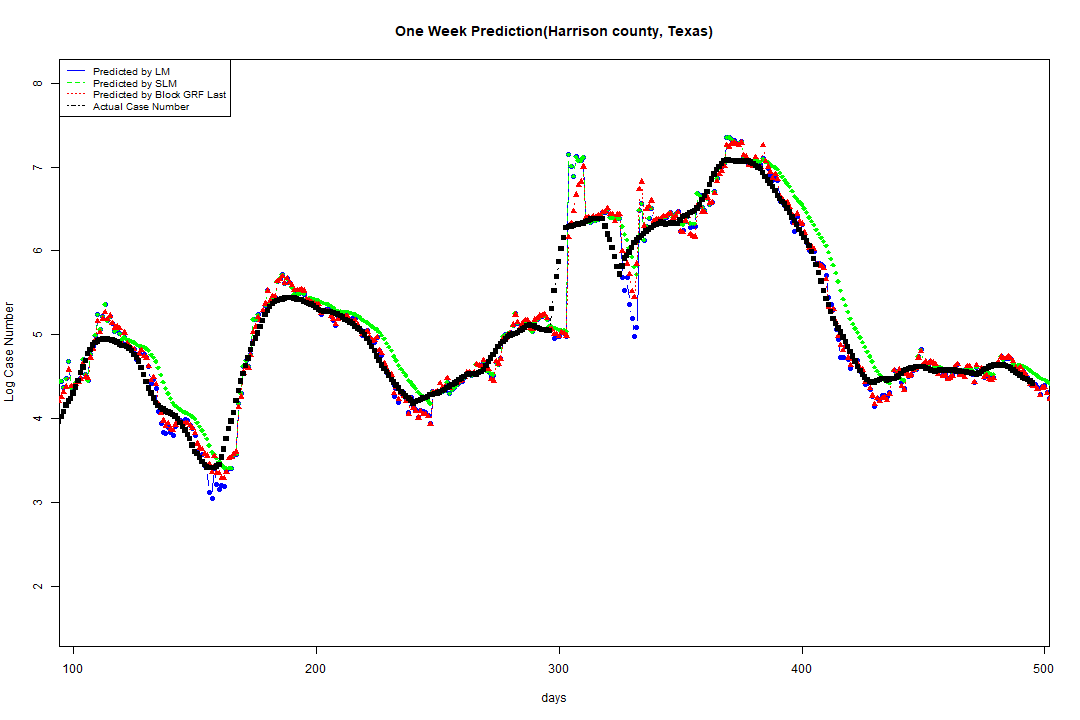 One Week Prediction(Harrison county, Texas)
Predicted by LM
Predicted by SLM
Predicted by Block GRF Last
Actual Case Number
8
7
6
5
4
3
2
Log Case Number
100 200 300 400 500
days